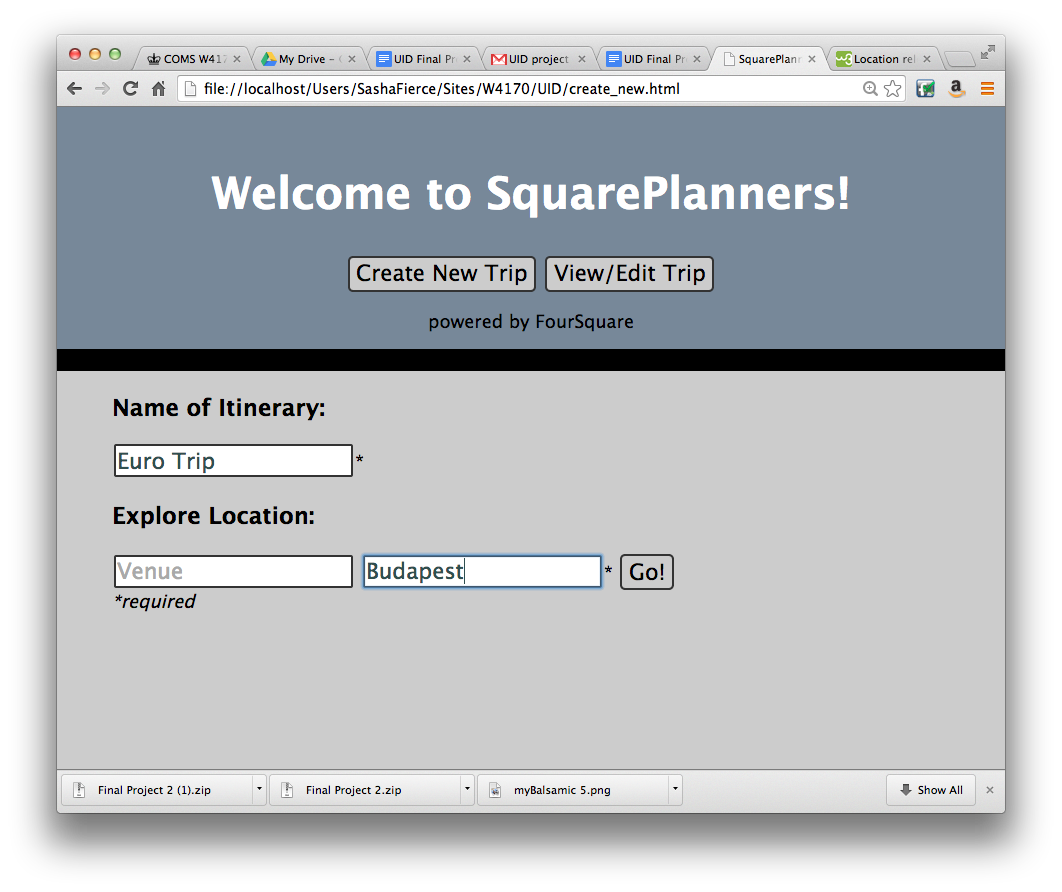 COMS W417 My Drive - UID Final Pr UID project UID Final Pr SquarePlann Location rel
file://localhost/Users/SashaFierce/Sites/W4170/UID/create_new.html
Welcome to SquarePlanners!
Create New Trip View/Edit Trip
powered by FourSquare
Name of Itinerary:
Euro Trip *
Explore Location:
Venue Budapest * Go!
*required
Final Project 2 (1).zip Final Project 2.zip myBalsamic 5.png Show All